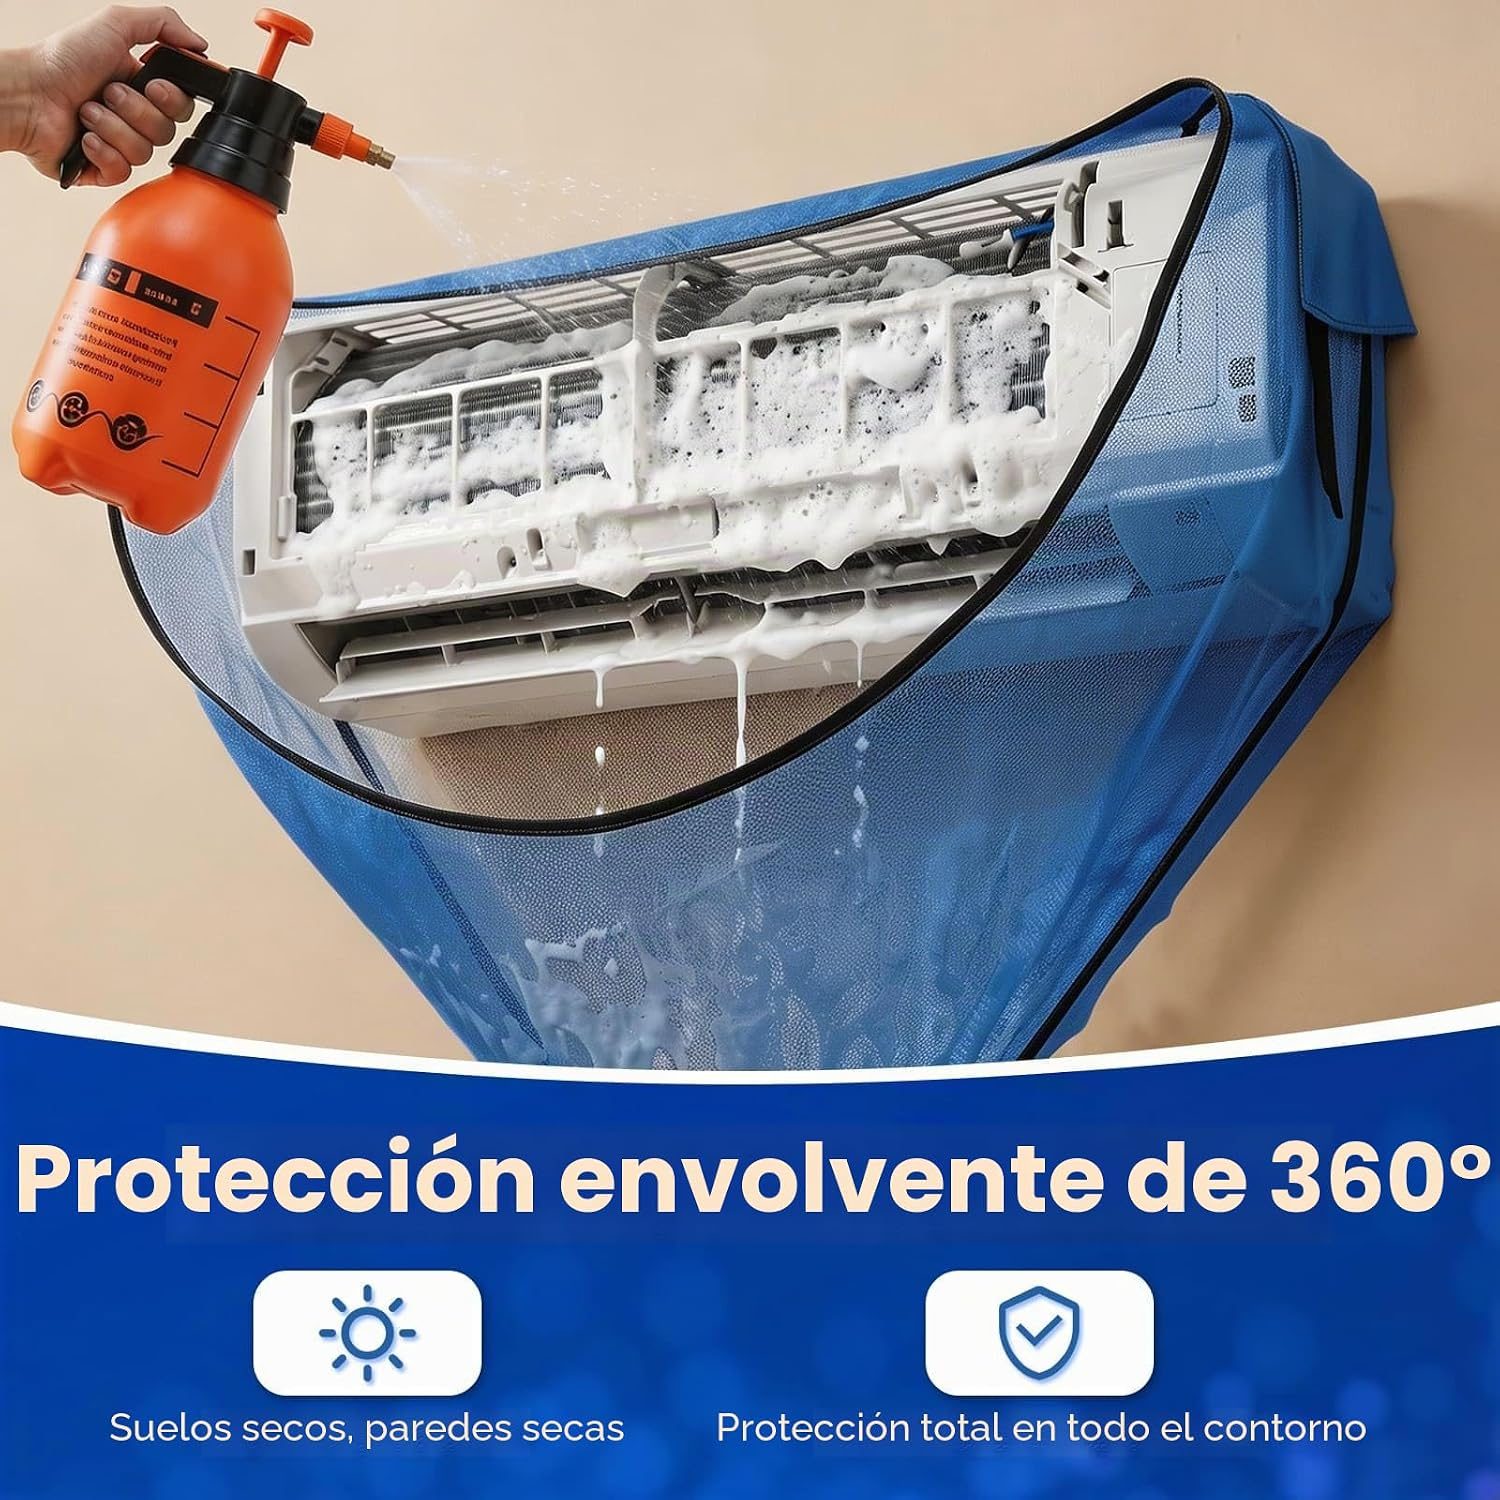 Protección envolvente de 360°
Suelos secos, paredes secas
Protección total en todo el contorno